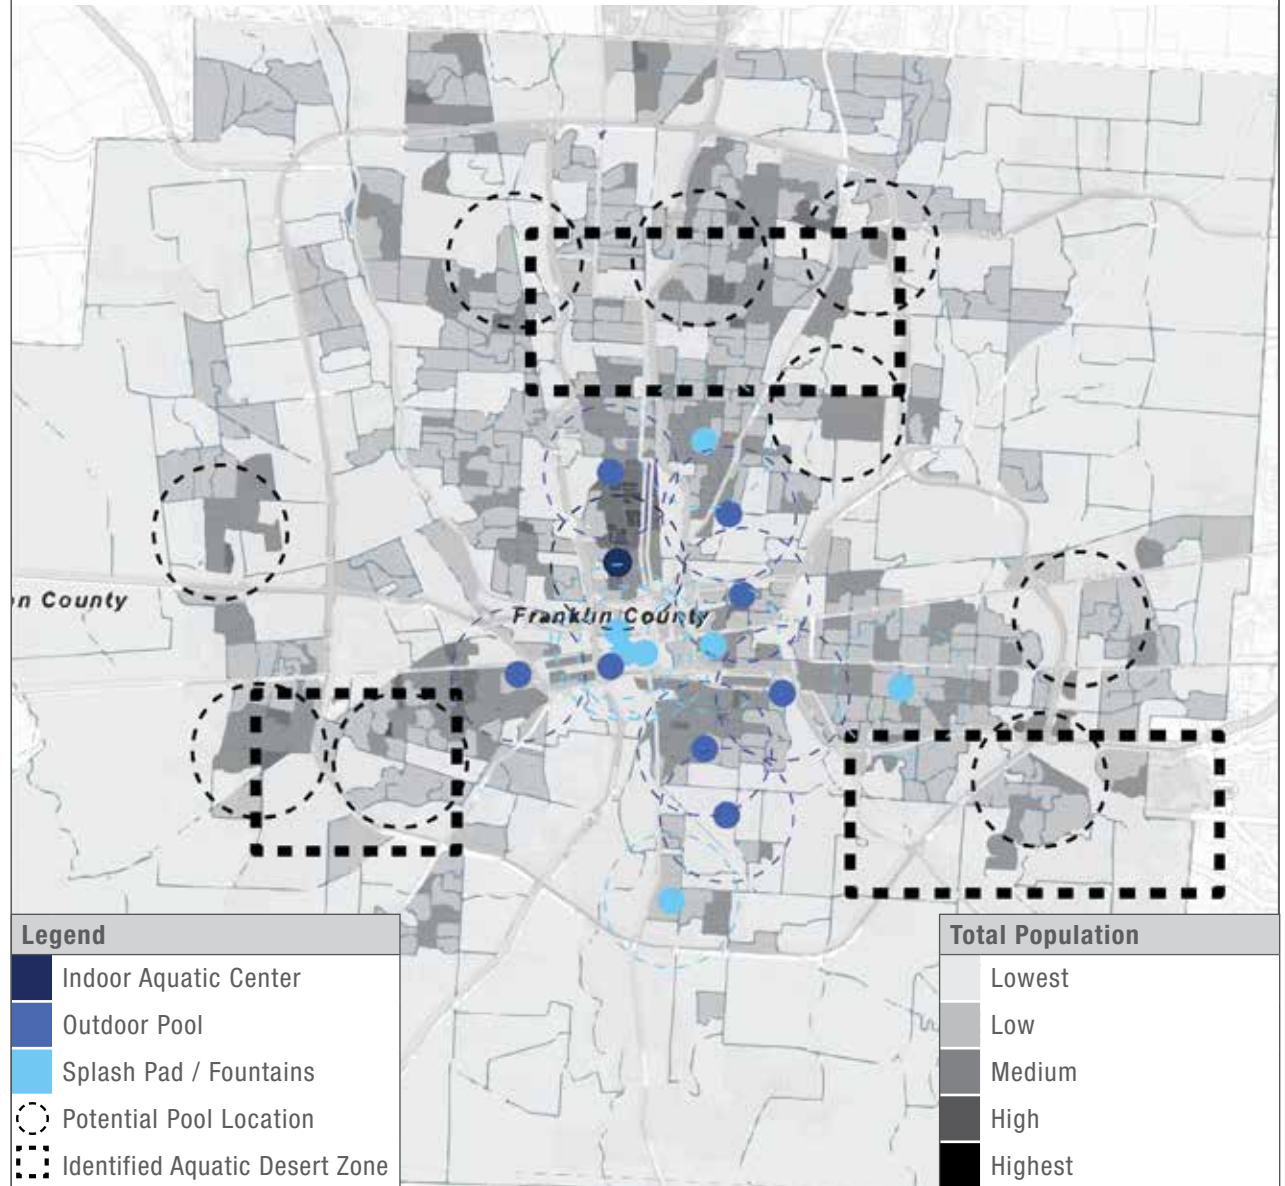 n County
Franklin County
Legend
Indoor Aquatic Center
Outdoor Pool
Splash Pad / Fountains
Potential Pool Location
Identified Aquatic Desert Zone
Total Population
Lowest
Low
Medium
High
Highest